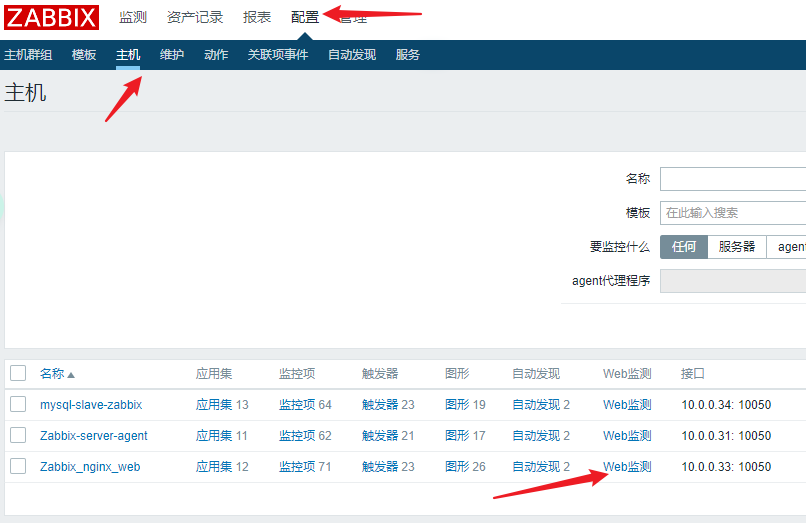 ZABBIX 监测 资产记录 报表 配置 管理
主机群组 模板 主机 维护 动作 关联项事件 自动发现 服务
主机
名称
模板 在此输入搜索
要监控什么 任何 服务器 agent
agent代理程序
名称 应用集 监控项 触发器 图形 自动发现 Web监测 接口
mysql-slave-zabbix 应用集 13 监控项 64 触发器 23 图形 19 自动发现 2 Web监测 10.0.0.34: 10050
Zabbix-server-agent 应用集 11 监控项 62 触发器 21 图形 17 自动发现 2 Web监测 10.0.0.31: 10050
Zabbix_nginx_web 应用集 12 监控项 71 触发器 23 图形 26 自动发现 2 Web监测 10.0.0.33: 10050